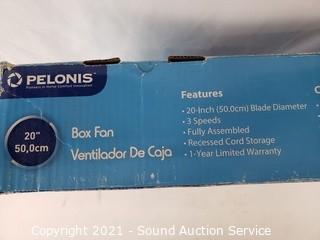 PELONIS
Pioneers in Home Comfort Innovation
20"
50,0cm
Box Fan
Ventilador De Caja
Features
• 20-Inch (50.0cm) Blade Diameter
• 3 Speeds
• Fully Assembled
• Recessed Cord Storage
• 1-Year Limited Warranty
Copyright 2021 - Sound Auction Service